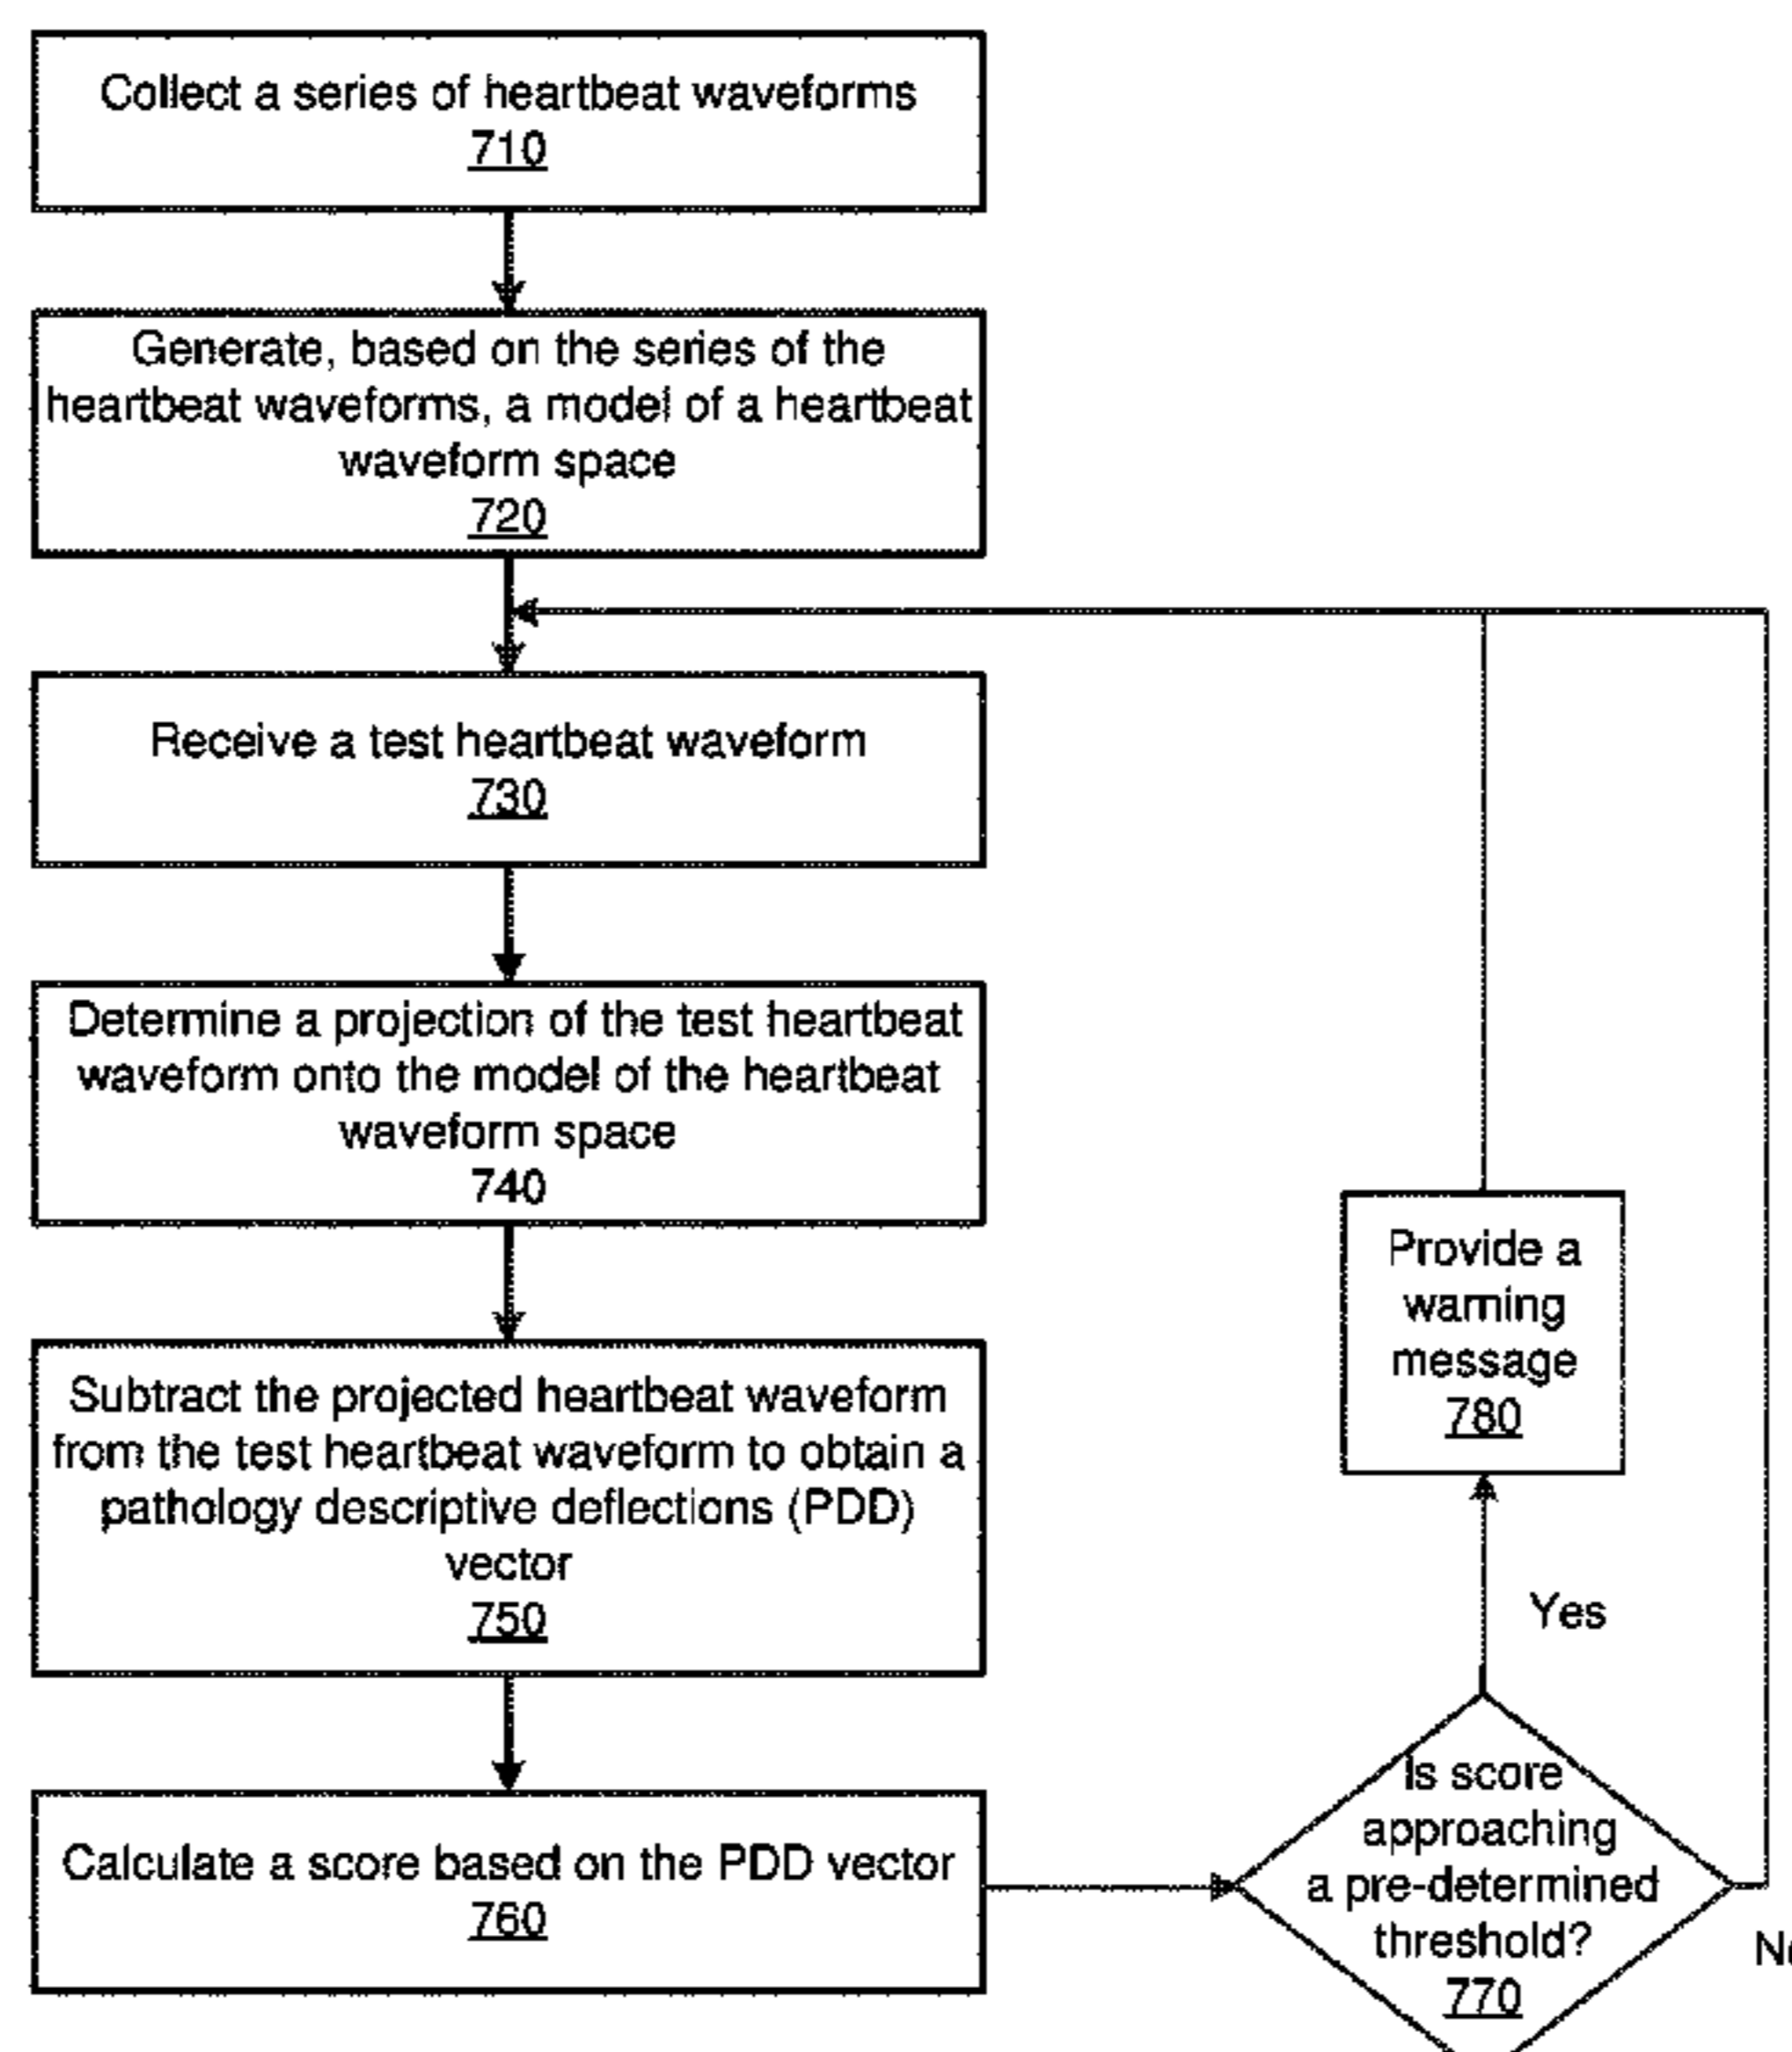 Collect a series of heartbeat waveforms
710
Generate, based on the series of the
heartbeat waveforms, a model of a heartbeat
waveform space
720
Receive a test heartbeat waveform
730
Determine a projection of the test heartbeat
waveform onto the model of the heartbeat
waveform space
740
Subtract the projected heartbeat waveform
from the test heartbeat waveform to obtain a
pathology descriptive deflections (PDD)
vector
750
Calculate a score based on the PDD vector
760
Is score
approaching
a pre-determined
threshold?
770
Yes
Provide a
warning
message
780